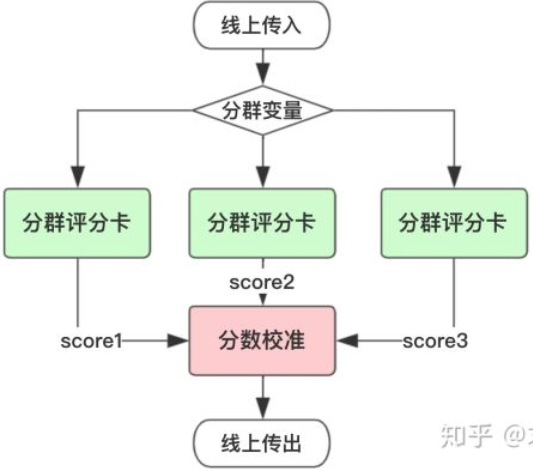 线上传入
分群变量
分群评分卡
分群评分卡
分群评分卡
score2
score1
分数校准
score3
线上传出
知乎 @